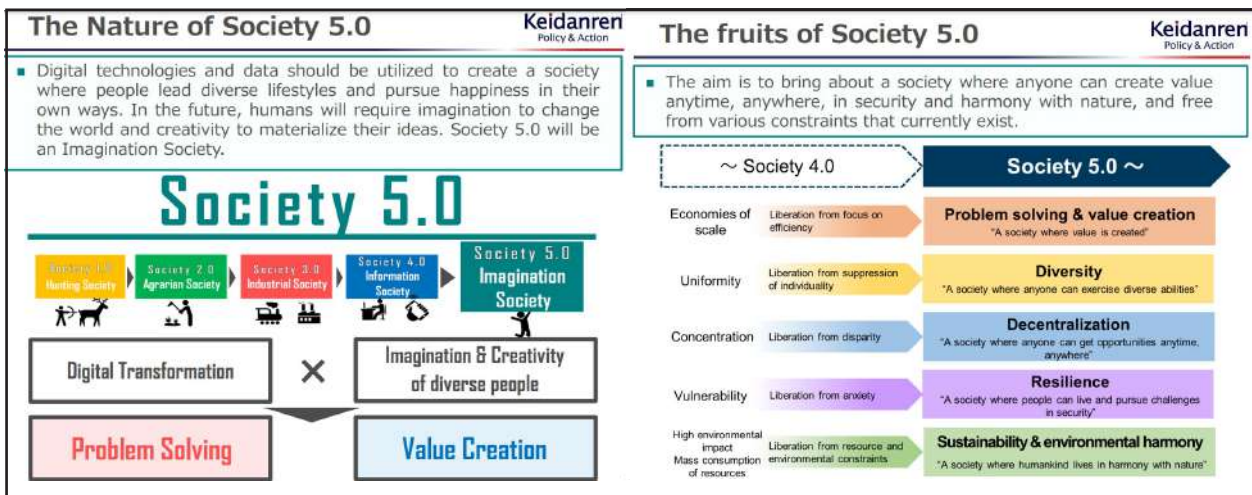 The Nature of Society 5.0
Keidanren
Policy & Action
Digital technologies and data should be utilized to create a society
where people lead diverse lifestyles and pursue happiness in their
own ways. In the future, humans will require imagination to change
the world and creativity to materialize their ideas. Society 5.0 will be
an Imagination Society.
Society 5.0
Society 1.0
Hunting Society
Society 2.0
Agrarian Society
Society 3.0
Industrial Society
Society 4.0
Information
Society
Society 5.0
Imagination
Society
Digital Transformation
×
Imagination & Creativity
of diverse people
Problem Solving
Value Creation
The fruits of Society 5.0
Keidanren
Policy & Action
The aim is to bring about a society where anyone can create value
anytime, anywhere, in security and harmony with nature, and free
from various constraints that currently exist.
~ Society 4.0
Society 5.0 ~
Economies of
scale
Liberation from focus on
efficiency
Problem solving & value creation
"A society where value is created"
Uniformity
Liberation from suppression
of individuality
Diversity
"A society where anyone can exercise diverse abilities"
Concentration
Liberation from disparity
Decentralization
"A society where anyone can get opportunities anytime,
anywhere"
Vulnerability
Liberation from anxiety
Resilience
"A society where people can live and pursue challenges
in security"
High environmental
impact
Mass consumption
of resources
Liberation from resource and
environmental constraints
Sustainability & environmental harmony
"A society where humankind lives in harmony with nature"